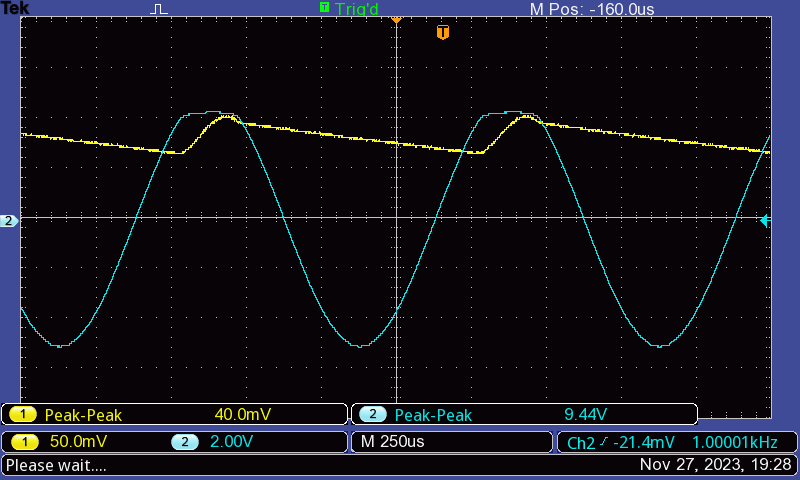 Tek T Trig'd M Pos: -160.0us
T
2
1 Peak-Peak 40.0mV 2 Peak-Peak 9.44V
1 50.0mV 2 2.00V M 250us Ch2 -21.4mV 1.00001kHz
Please wait.... Nov 27, 2023, 19:28